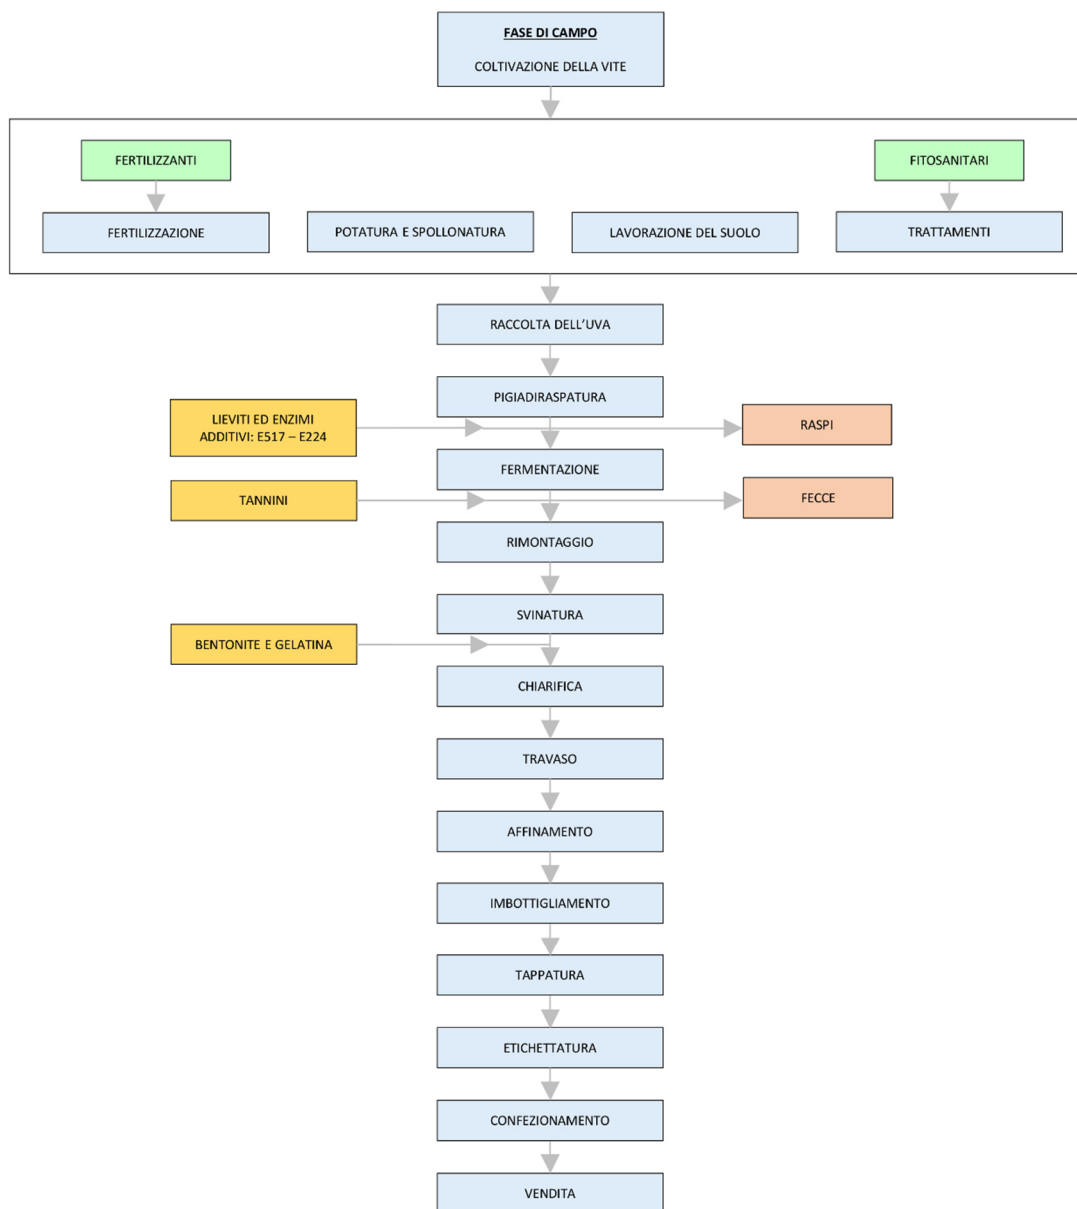 FASE DI CAMPO
COLTIVAZIONE DELLA VITE
FERTILIZZANTI
FITOSANITARI
FERTILIZZAZIONE
POTATURA E SPOLLONATURA
LAVORAZIONE DEL SUOLO
TRATTAMENTI
RACCOLTA DELL’UVA
PIGIADIRASPATURA
LIEVITI ED ENZIMI
ADDITIVI: E517 – E224
RASPI
FERMENTAZIONE
TANNINI
FECCE
RIMONTAGGIO
SVINATURA
BENTONITE E GELATINA
CHIARIFICA
TRAVASO
AFFINAMENTO
IMBOTTIGLIAMENTO
TAPPATURA
ETICHETTATURA
CONFEZIONAMENTO
VENDITA